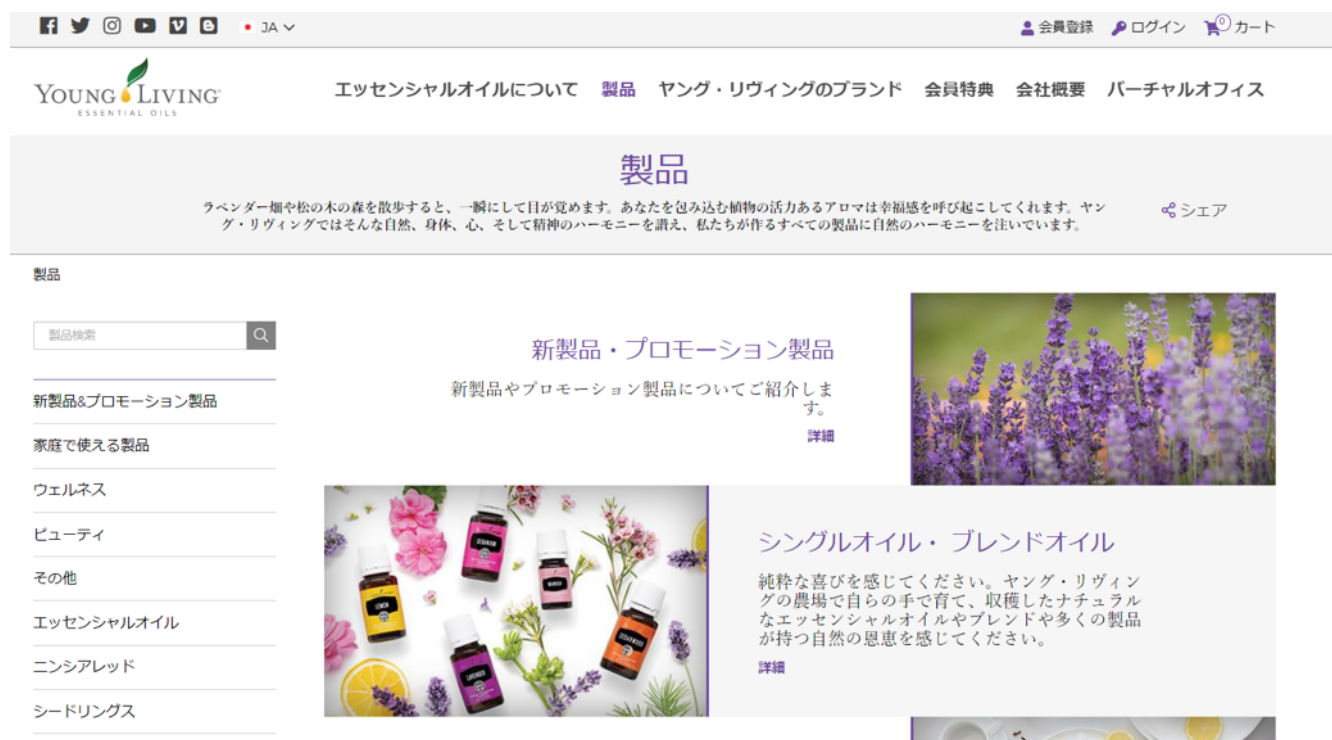 JA
会員登録
ログイン
0
カート
YOUNG LIVING
ESSENTIAL OILS
エッセンシャルオイルについて
製品
ヤング・リヴィングのブランド
会員特典
会社概要
バーチャルオフィス
製品
ラベンダー畑や松の木の森を散歩すると、一瞬にして目が覚めます。あなたを包み込む植物の活力あるアロマは幸福感を呼び起こしてくれます。ヤン
グ・リヴィングではそんな自然、身体、心、そして精神のハーモニーを讃え、私たちが作るすべての製品に自然のハーモニーを注いでいます。
シェア
製品
製品検索
新製品&プロモーション製品
家庭で使える製品
ウェルネス
ビューティ
その他
エッセンシャルオイル
ニンシアレッド
シードリングス
新製品・プロモーション製品
新製品やプロモーション製品についてご紹介しま
す。
詳細
GERANIUM
LEMON
LAVENDER
CEDARWOOD
シングルオイル・ ブレンドオイル
純粋な喜びを感じてください。ヤング・リヴィン
グの農場で自らの手で育て、収穫したナチュラル
なエッセンシャルオイルやブレンドや多くの製品
が持つ自然の恩恵を感じてください。
詳細